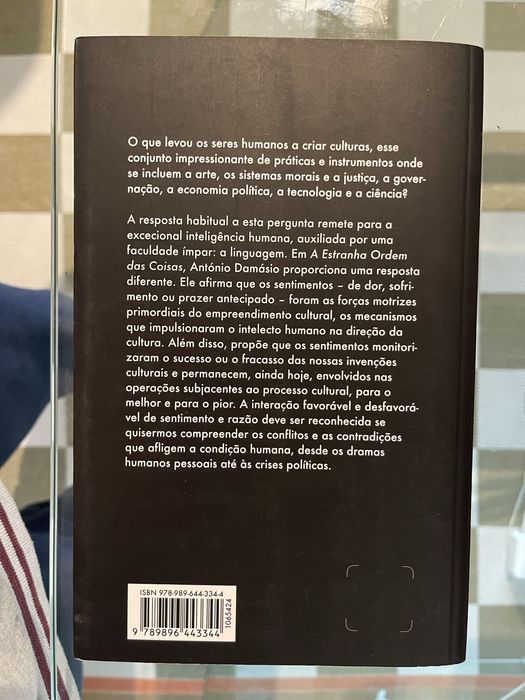 O que levou os seres humanos a criar culturas, esse
conjunto impressionante de práticas e instrumentos onde
se incluem a arte, os sistemas morais e a justiça, a gover-
nação, a economia política, a tecnologia e a ciência?
A resposta habitual a esta pergunta remete para a
excecional inteligência humana, auxiliada por uma
faculdade ímpar: a linguagem. Em A Estranha Ordem
das Coisas, António Damásio proporciona uma resposta
diferente. Ele afirma que os sentimentos – de dor, sofri-
mento ou prazer antecipado – foram as forças motrizes
primordiais do empreendimento cultural, os mecanismos
que impulsionaram o intelecto humano na direção da
cultura. Além disso, propõe que os sentimentos monitori-
zaram o sucesso ou o fracasso das nossas invenções
culturais e permanecem, ainda hoje, envolvidos nas
operações subjacentes ao processo cultural, para o
melhor e para o pior. A interação favorável e desfavorá-
vel de sentimento e razão deve ser reconhecida se
quisermos compreender os conflitos e as contradições
que afligem a condição humana, desde os dramas
humanos pessoais até às crises políticas.
ISBN 978-989-644-334-4
9 789896 443344
1065424